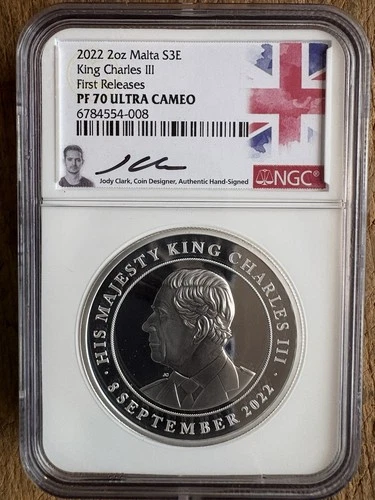 2022 2oz Malta S3E
King Charles III
First Releases
PF 70 ULTRA CAMEO
6784554-008
Jody Clark, Coin Designer, Authentic Hand-Signed
NGC
· HIS MAJESTY KING CHARLES III ·
8 SEPTEMBER 2022
JC